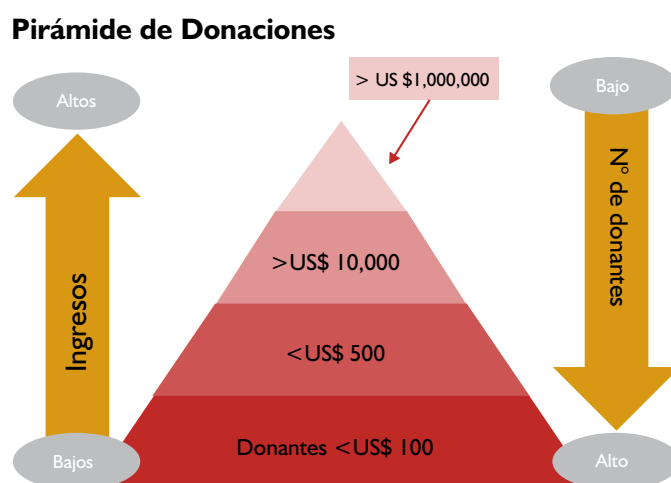 Pirámide de Donaciones
> US $1,000,000
Altos
Bajo
Ingresos
N° de donantes
>US$ 10,000
<US$ 500
Donantes <US$ 100
Bajos
Alto